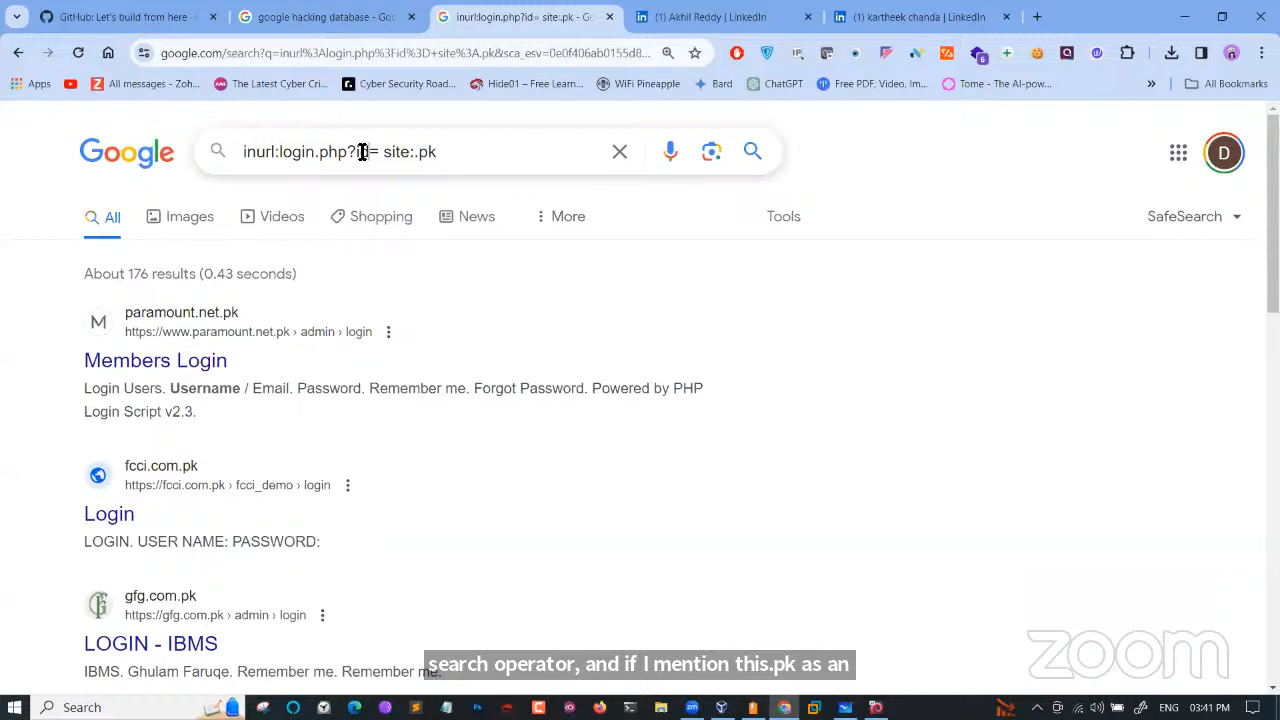 How to - Let's build from here -
google hacking database - Goo
inurl:login.php?id= site:.pk - Go
(1) Akhil Reddy | LinkedIn
(1) kartheek chanda | LinkedIn
google.com/search?q=inurl%3Alogin.php%3Fid%3D+site%3A.pk&sca_esv=0e0f406ab0155d8...
Apps
All messages - Zoh...
The Latest Cyber Cri...
Cyber Security Road...
Hide01 – Free Learni...
WiFi Pineapple
Bard
ChatGPT
Free PDF, Video, Im...
Tome - The AI-pow...
»
All Bookmarks
Google
inurl:login.php?id= site:.pk
D
All
Images
Videos
Shopping
News
More
Tools
SafeSearch
About 176 results (0.43 seconds)
M
paramount.net.pk
https://www.paramount.net.pk › admin › login
Members Login
Login Users. Username / Email. Password. Remember me. Forgot Password. Powered by PHP
Login Script v2.3.
fcci.com.pk
https://fcci.com.pk › fcci_demo › login
Login
LOGIN. USER NAME: PASSWORD:
gfg.com.pk
https://gfg.com.pk › admin › login
LOGIN - IBMS
IBMS. Ghulam Faruqe. Remember me. Remember me.
search operator, and if I mention this.pk as an
zoom
Search
ENG
03:41 PM